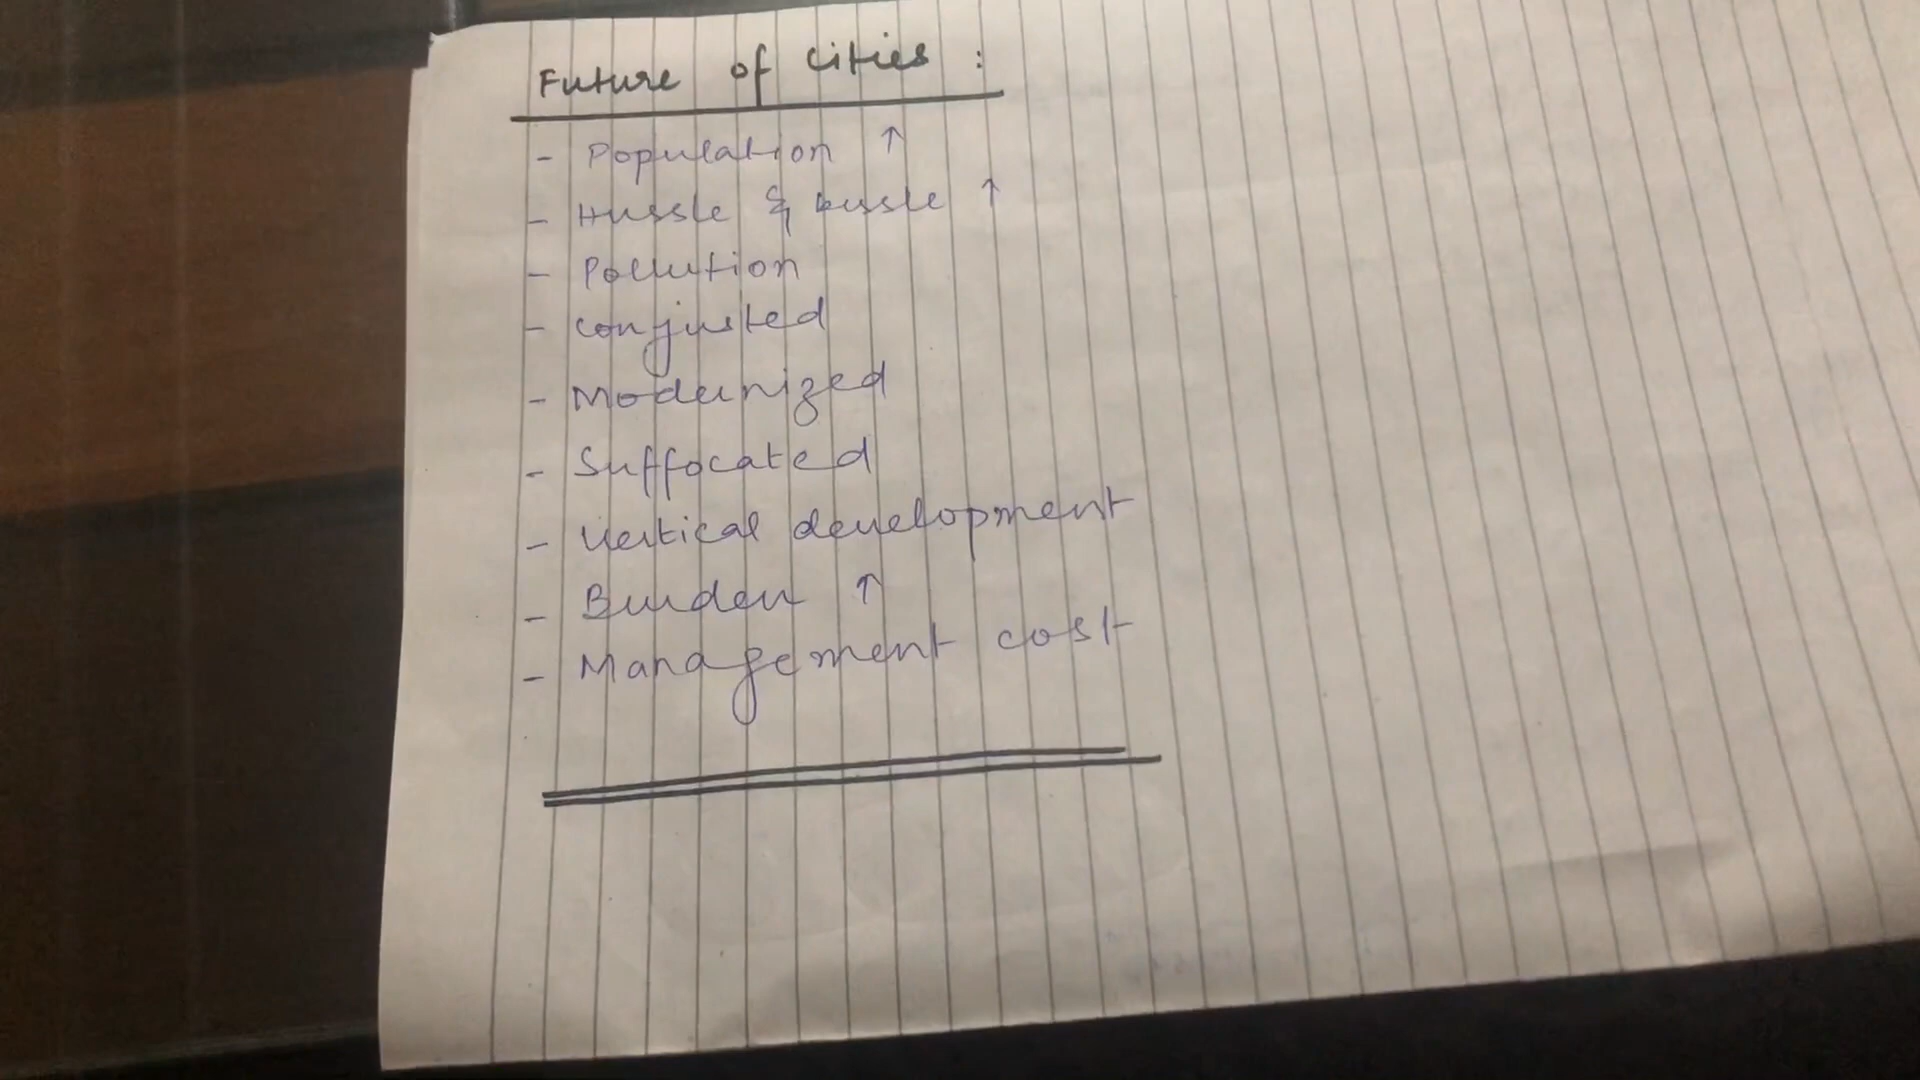 Future of cities :
- Population ↑
- Hussle & bussle ↑
- Pollution
- conjusted
- Modernized
- Suffocated
- Vertical development
- Burden ↑
- Management cost